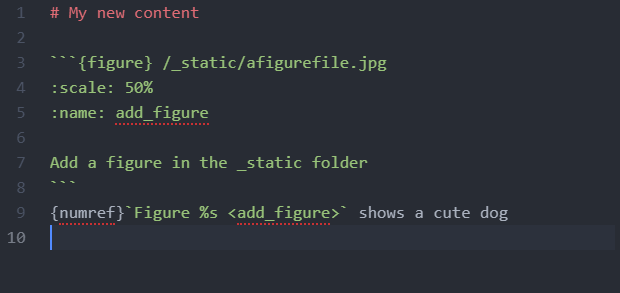 1 # My new content
2
3 ```{figure} /_static/afigurefile.jpg
4 :scale: 50%
5 :name: add_figure
6
7 Add a figure in the _static folder
8 ```
9 {numref}`Figure %s <add_figure>` shows a cute dog
10